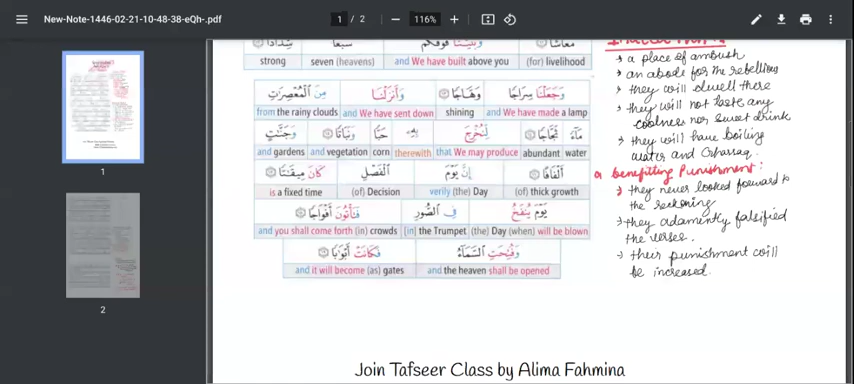 New-Note-1446-02-21-10-48-38-eQh-.pdf
1 / 2
116%
strong seven (heavens) and We have built above you (for) livelihood
وَجَعَلْنَا سِرَاجًا وَهَّاجًا وَأَنزَلْنَا مِنَ الْمُعْصِرَاتِ
from the rainy clouds and We have sent down shining and We have made a lamp
مَآءً ثَجَّاجًا لِّنُخْرِجَ بِهِ حَبًّا وَنَبَاتًا وَجَنَّاتٍ
and gardens and vegetation corn therewith that We may produce abundant water
أَلْفَافًا إِنَّ يَوْمَ الْفَصْلِ كَانَ مِيقَاتًا
is a fixed time (of) Decision verily (the) Day (of) thick growth
يَوْمَ يُنفَخُ فِي الصُّورِ فَتَأْتُونَ أَفْوَاجًا
and you shall come forth (in) crowds [in] the Trumpet (the) Day (when) will be blown
وَفُتِحَتِ السَّمَآءُ فَكَانَتْ أَبْوَابًا
and it will become (as) gates and the heaven shall be opened
a place of ambush
an abode for the rebellious
they will dwell there
they will not taste any
coolness nor sweet drink
they will have boiling
water and Ghasaq.
a benefiting Punishment:
they never looked forward to
the reckoning
they adamently falsified
the verses.
their punishment will
be increased.
Join Tafseer Class by Alima Fahmina
1
2